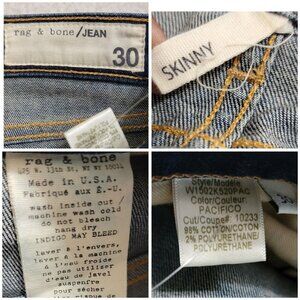 rag & bone/JEAN
30
SKINNY
rag & bone
425 W. 13th St. NY NY 10014
Made in U.S.A.
Fabriqué aux É.-U.
wash inside out
machine wash cold
do not bleach
hang dry
INDIGO MAY BLEED
laver à l'envers.
laver à la machine
à l'eau froide
ne pas utiliser
d'eau de javel
suspendre
pour sécher
Style/Modèle
W1502K520PAC
Color/Couleur
PACIFICO
Cut/Coupe# 10233
98% COTTON/COTON
2% POLYURETHANE/
POLYURETHANE
30